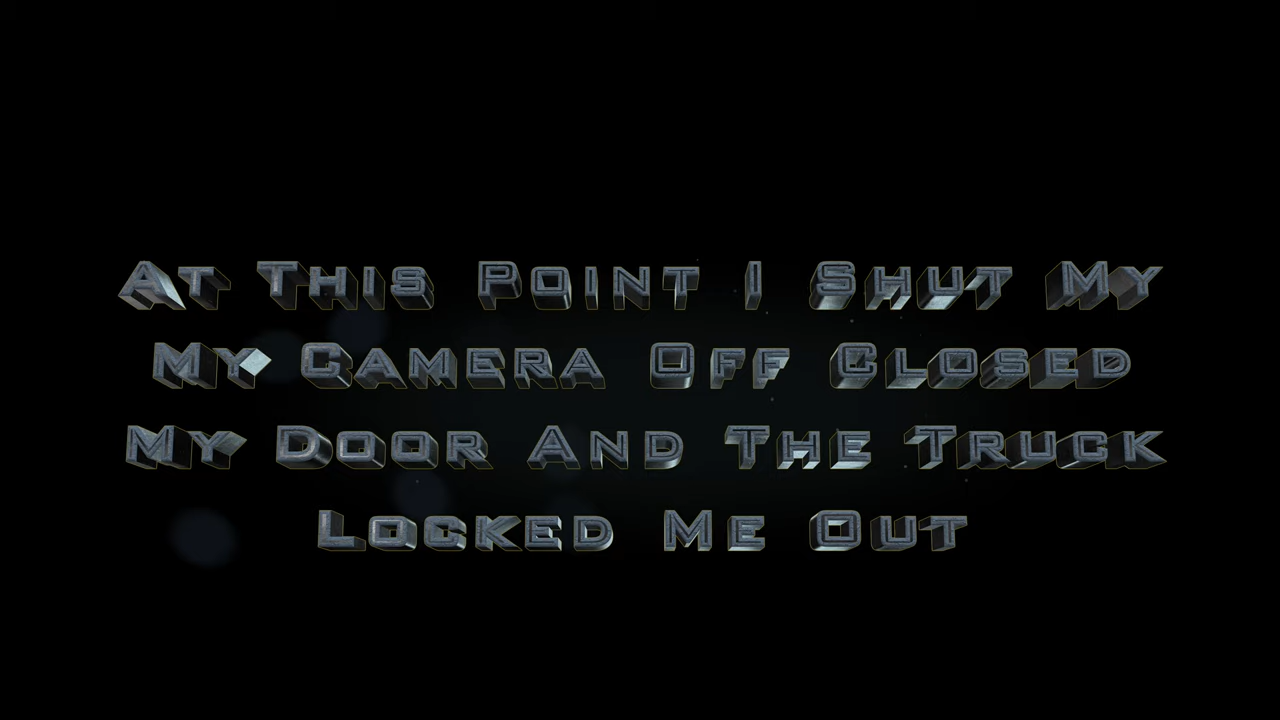 At This Point I Shut My
My Camera Off Closed
My Door And The Truck
Locked Me Out